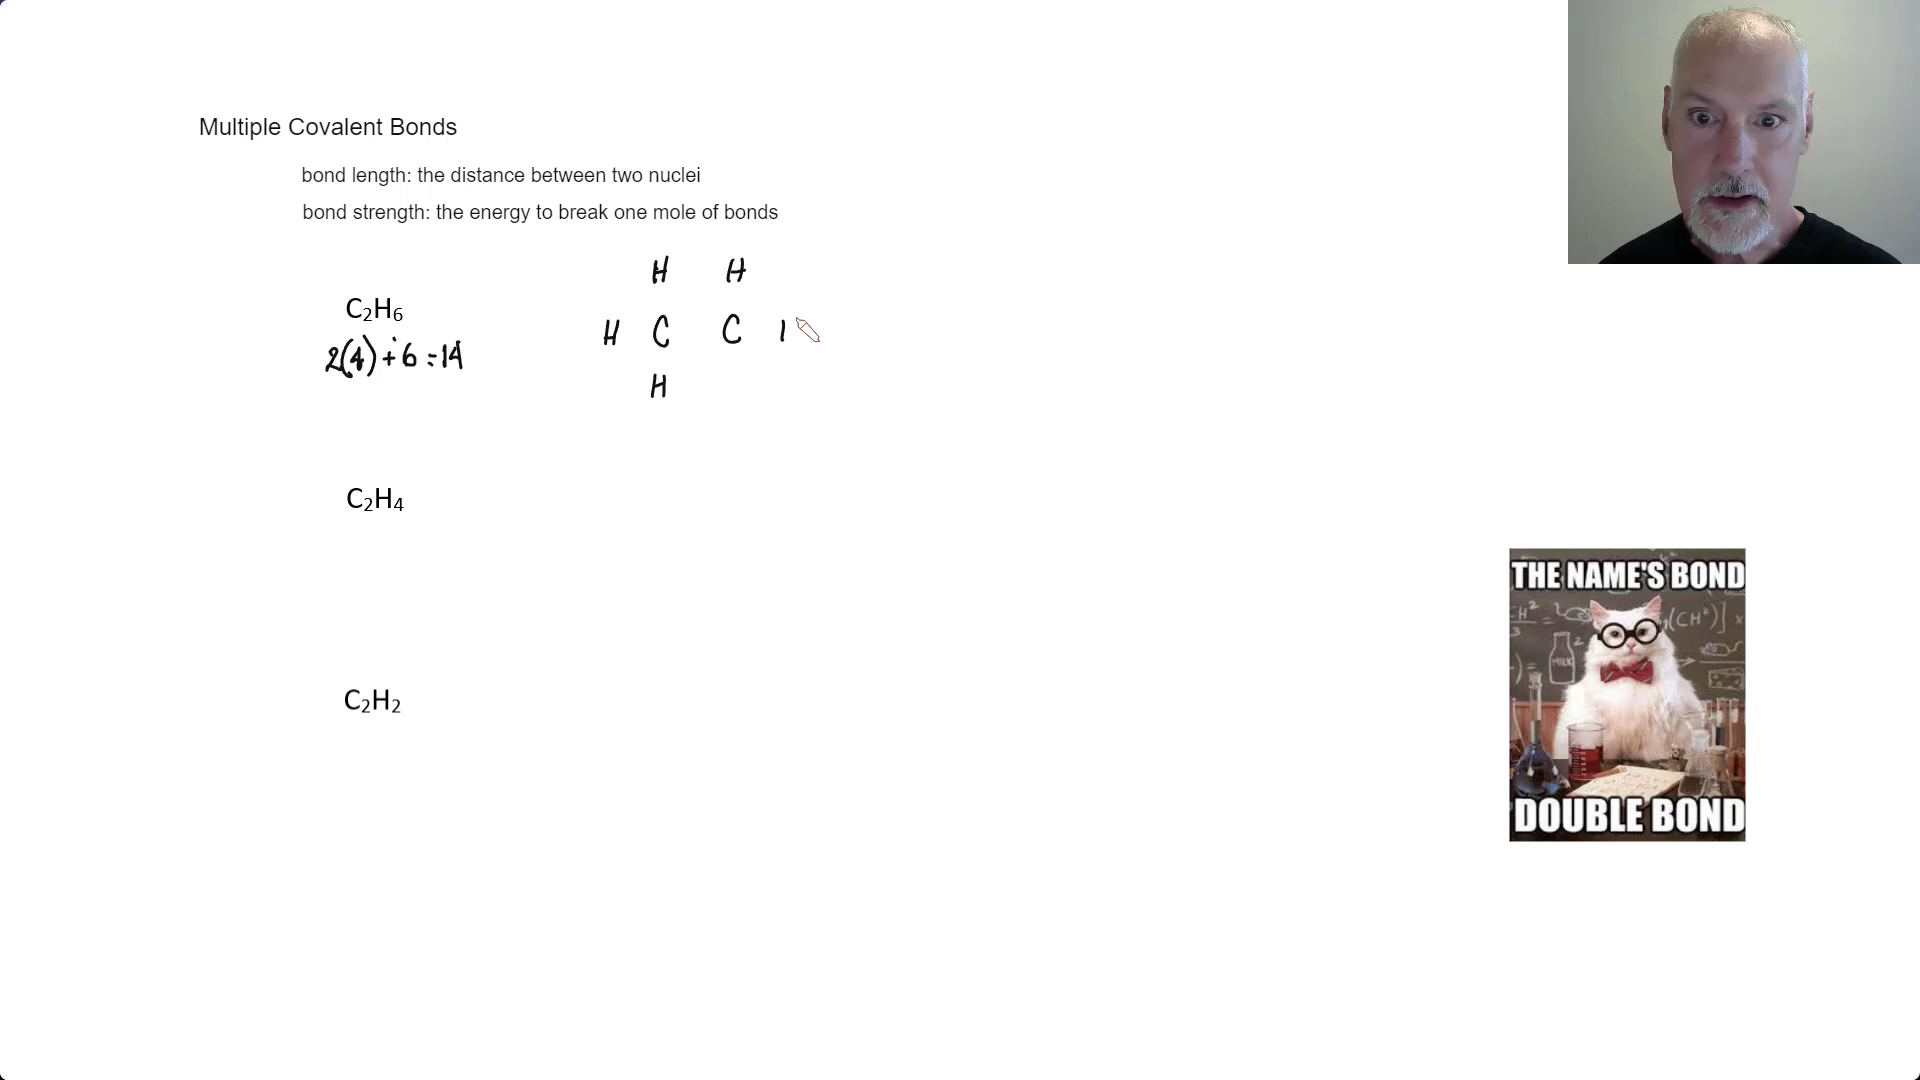 Multiple Covalent Bonds
bond length: the distance between two nuclei
bond strength: the energy to break one mole of bonds
H H
C₂H₆
H C C
2(4) + 6 = 14
H
C₂H₄
THE NAME'S BOND
DOUBLE BOND
C₂H₂